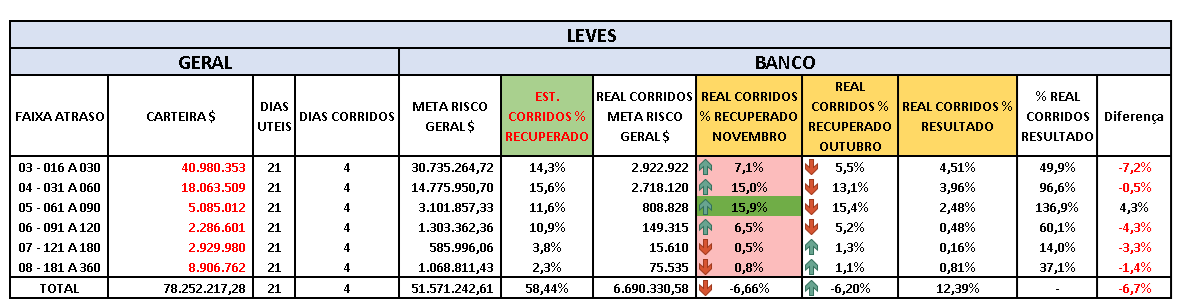 LEVES
GERAL BANCO
FAIXA ATRASO CARTEIRA $ DIAS UTEIS DIAS CORRIDOS META RISCO GERAL $ EST. CORRIDOS % RECUPERADO REAL CORRIDOS META RISCO GERAL $ REAL CORRIDOS % RECUPERADO NOVEMBRO REAL CORRIDOS % RECUPERADO OUTUBRO REAL CORRIDOS % RESULTADO % REAL CORRIDOS RESULTADO Diferença
03 - 016 A 030 40.980.353 21 4 30.735.264,72 14,3% 2.922.922 7,1% 5,5% 4,51% 49,9% -7,2%
04 - 031 A 060 18.063.509 21 4 14.775.950,70 15,6% 2.718.120 15,0% 13,1% 3,96% 96,6% -0,5%
05 - 061 A 090 5.085.012 21 4 3.101.857,33 11,6% 808.828 15,9% 15,4% 2,48% 136,9% 4,3%
06 - 091 A 120 2.286.601 21 4 1.303.362,36 10,9% 149.315 6,5% 5,2% 0,48% 60,1% -4,3%
07 - 121 A 180 2.929.980 21 4 585.996,06 3,8% 15.610 0,5% 1,3% 0,16% 14,0% -3,3%
08 - 181 A 360 8.906.762 21 4 1.068.811,43 2,3% 75.535 0,8% 1,1% 0,81% 37,1% -1,4%
TOTAL 78.252.217,28 21 4 51.571.242,61 58,44% 6.690.330,58 -6,66% -6,20% 12,39% - -6,7%